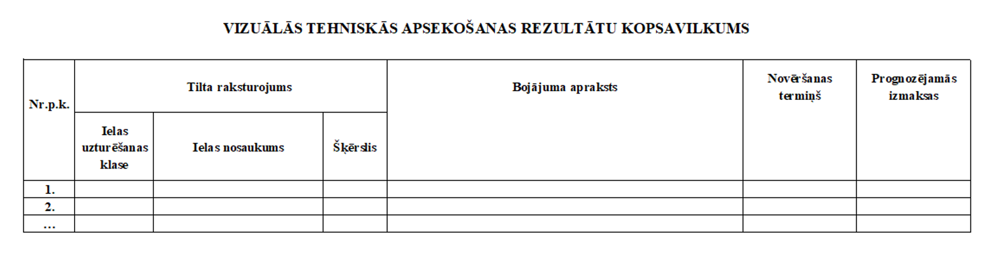 VIZUĀLĀS TEHNISKĀS APSEKOŠANAS REZULTĀTU KOPSAVILKUMS
Nr.p.k.
Tilta raksturojums
Bojājuma apraksts
Novēršanas
termiņš
Prognozējamās
izmaksas
Ielas
uzturēšanas
klase
Ielas nosaukums
Šķērslis
1.
2.
...